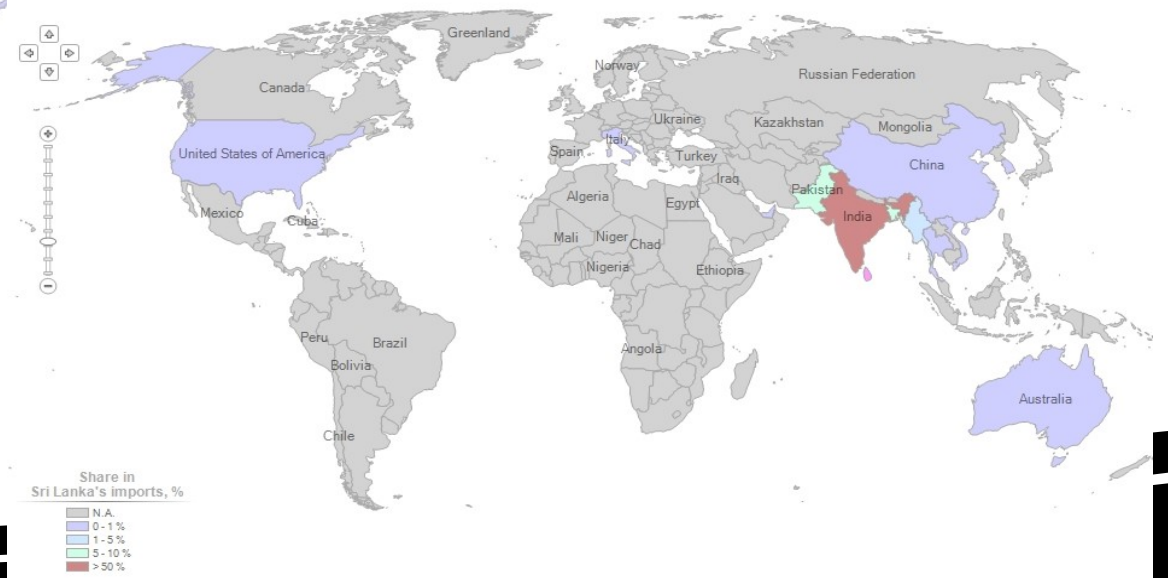 Greenland
Norway
Russian Federation
Canada
Ukraine
Kazakhstan
Mongolia
Italy
United States of America
Spain
Turkey
China
Iraq
Pakistan
Algeria
Egypt
Mexico
Cuba
India
Mali
Niger
Chad
Nigeria
Ethiopia
Peru
Brazil
Angola
Bolivia
Australia
Chile
Share in
Sri Lanka's imports, %
N.A.
0 - 1 %
1 - 5 %
5 - 10 %
> 50 %